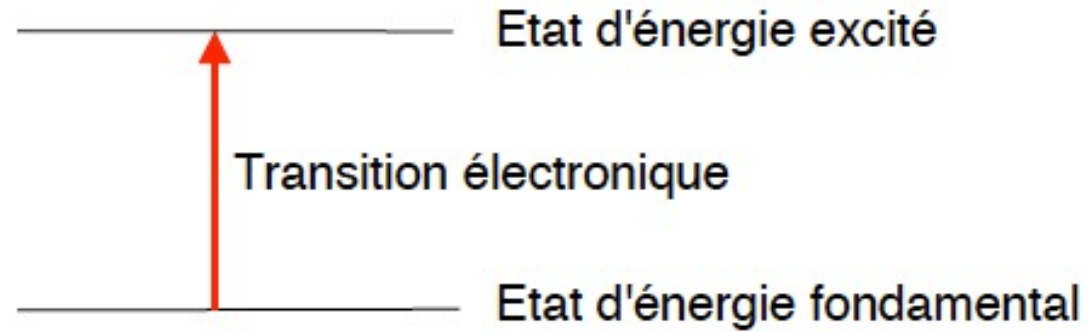 Etat d'énergie excité
Transition électronique
Etat d'énergie fondamental